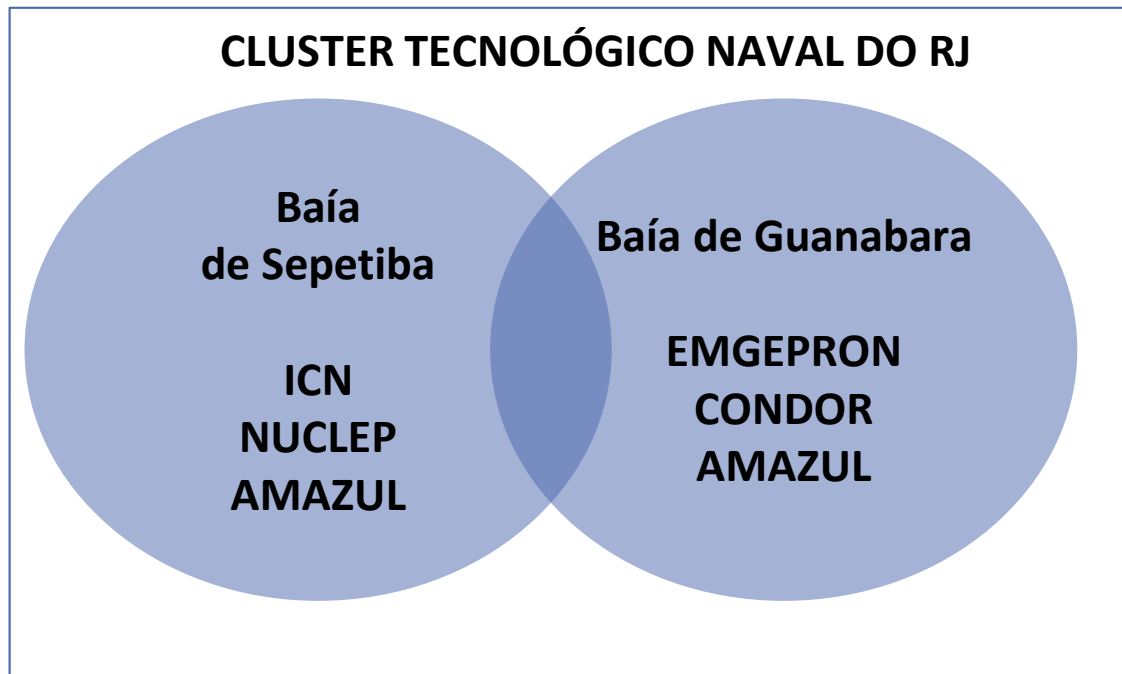 CLUSTER TECNOLÓGICO NAVAL DO RJ
Baía
de Sepetiba
ICN
NUCLEP
AMAZUL
Baía de Guanabara
EMGEPRON
CONDOR
AMAZUL